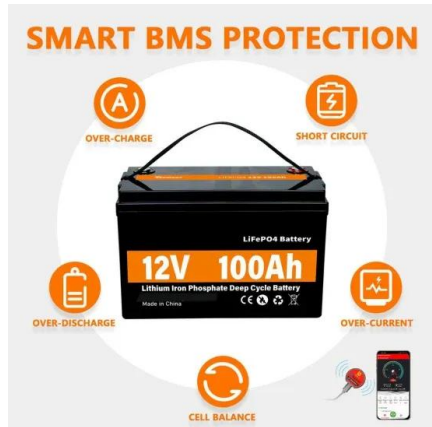 SMART BMS PROTECTION
A
OVER-CHARGE
SHORT CIRCUIT
LiFePO4 Battery
12V 100Ah
Lithium Iron Phosphate Deep Cycle Battery
Made in China
CE
OVER-DISCHARGE
OVER-CURRENT
CELL BALANCE